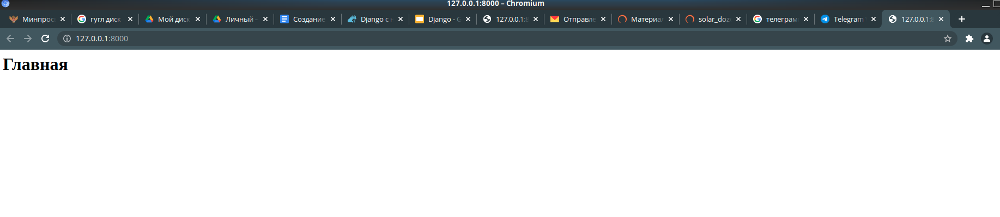 127.0.0.1:8000 – Chromium
Минпрос гугл диск Мой диск Личный – Создание Django с н Django - G 127.0.0.1:8 Отправле Материал solar_doz телеграм Telegram 127.0.0.1:8
127.0.0.1:8000
Главная